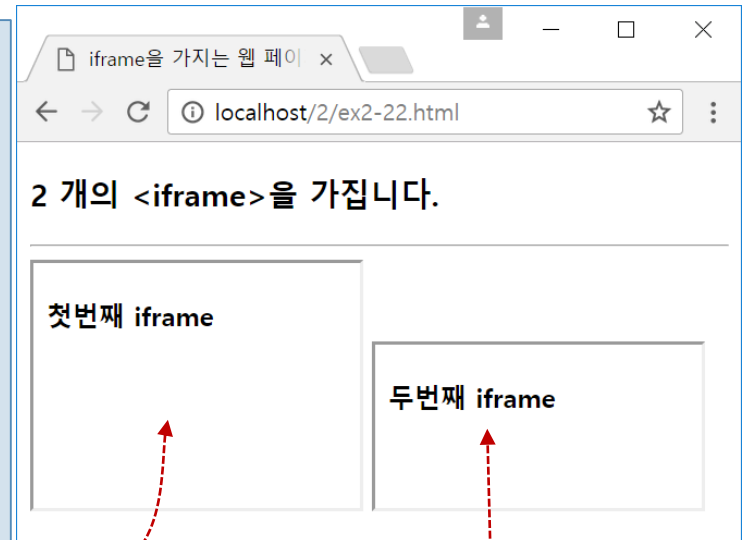 iframe을 가지는 웹 페이
localhost/2/ex2-22.html
2 개의 <iframe>을 가집니다.
첫번째 iframe
두번째 iframe